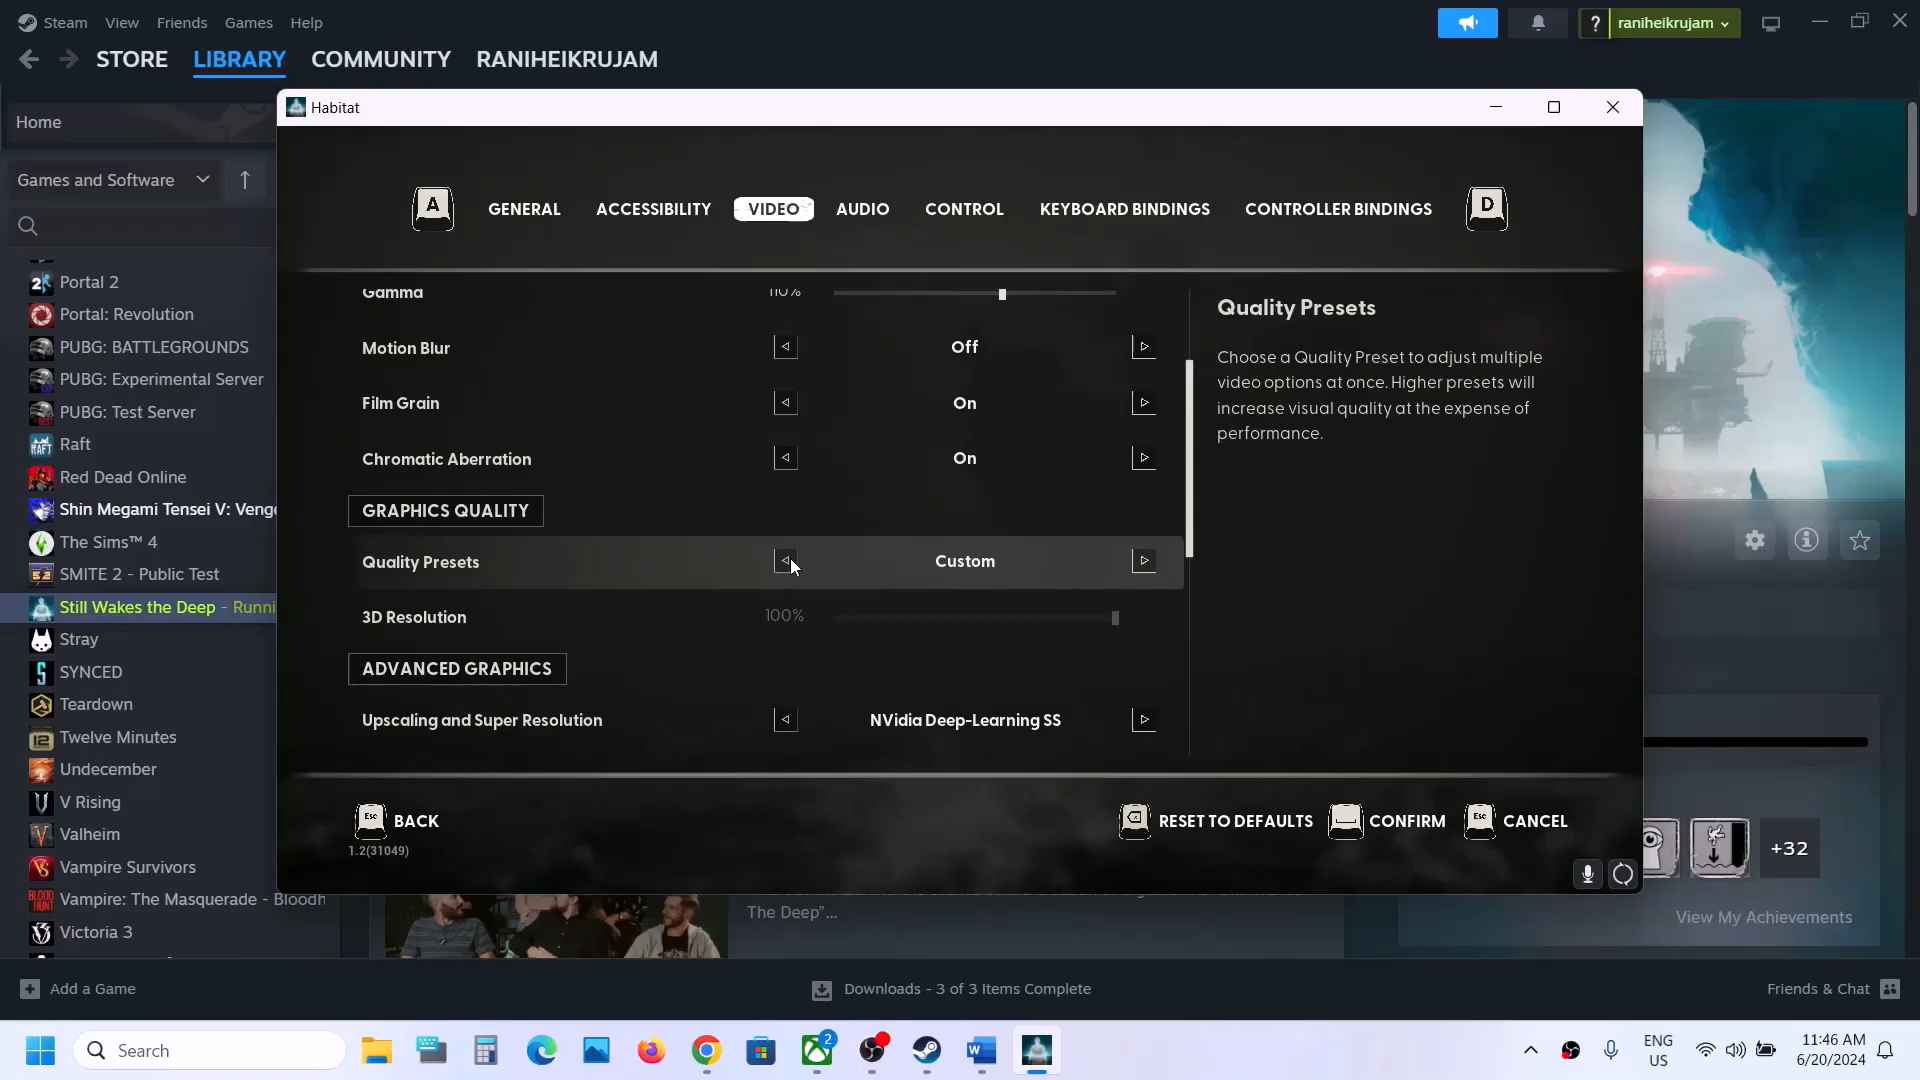 Steam View Friends Games Help
? raniheikrujam
STORE LIBRARY COMMUNITY RANIHEIKRUJAM
Home
Games and Software
Portal 2
Portal: Revolution
PUBG: BATTLEGROUNDS
PUBG: Experimental Server
PUBG: Test Server
Raft
Red Dead Online
Shin Megami Tensei V: Venge
The Sims™ 4
SMITE 2 - Public Test
Still Wakes the Deep - Runni
Stray
SYNCED
Teardown
Twelve Minutes
Undecember
V Rising
Valheim
Vampire Survivors
Vampire: The Masquerade - Bloodh
Victoria 3
Habitat
A GENERAL ACCESSIBILITY VIDEO AUDIO CONTROL KEYBOARD BINDINGS CONTROLLER BINDINGS D
Gamma 110%
Motion Blur Off
Film Grain On
Chromatic Aberration On
GRAPHICS QUALITY
Quality Presets Custom
3D Resolution 100%
ADVANCED GRAPHICS
Upscaling and Super Resolution NVidia Deep-Learning SS
Quality Presets
Choose a Quality Preset to adjust multiple
video options at once. Higher presets will
increase visual quality at the expense of
performance.
Esc BACK
RESET TO DEFAULTS CONFIRM Esc CANCEL
1.2(31049)
+32
The Deep”...
View My Achievements
Add a Game
Downloads - 3 of 3 Items Complete
Friends & Chat
Search
2
ENG
US
11:46 AM
6/20/2024